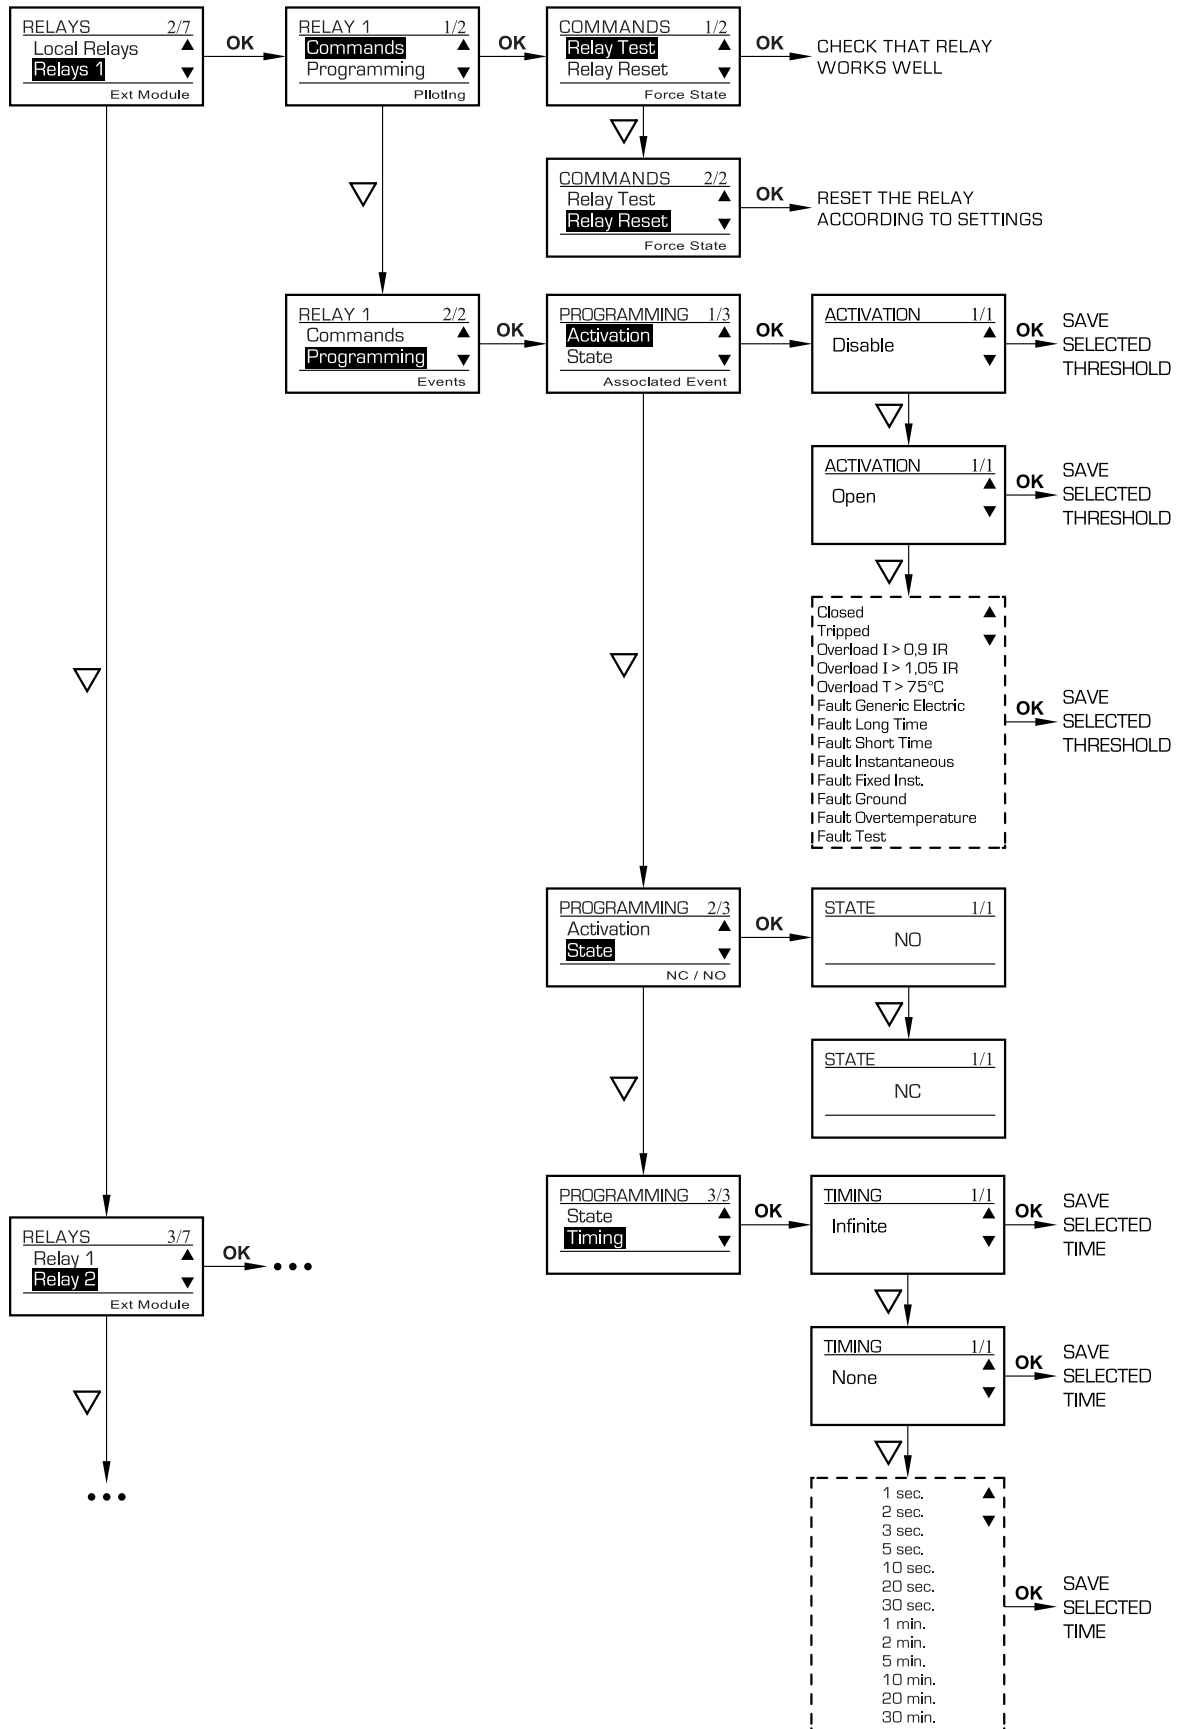 RELAYS 2/7
Local Relays
Relays 1
Ext Module
OK
RELAY 1 1/2
Commands
Programming
Piloting
OK
COMMANDS 1/2
Relay Test
Relay Reset
Force State
OK
CHECK THAT RELAY
WORKS WELL
COMMANDS 2/2
Relay Test
Relay Reset
Force State
OK
RESET THE RELAY
ACCORDING TO SETTINGS
RELAY 1 2/2
Commands
Programming
Events
OK
PROGRAMMING 1/3
Activation
State
Associated Event
OK
ACTIVATION 1/1
Disable
OK
SAVE
SELECTED
THRESHOLD
ACTIVATION 1/1
Open
OK
SAVE
SELECTED
THRESHOLD
Closed
Tripped
Overload I > 0,9 IR
Overload I > 1,05 IR
Overload T > 75°C
Fault Generic Electric
Fault Long Time
Fault Short Time
Fault Instantaneous
Fault Fixed Inst.
Fault Ground
Fault Overtemperature
Fault Test
OK
SAVE
SELECTED
THRESHOLD
PROGRAMMING 2/3
Activation
State
NC / NO
OK
STATE 1/1
NO
STATE 1/1
NC
PROGRAMMING 3/3
State
Timing
OK
TIMING 1/1
Infinite
OK
SAVE
SELECTED
TIME
RELAYS 3/7
Relay 1
Relay 2
Ext Module
OK
•••
TIMING 1/1
None
OK
SAVE
SELECTED
TIME
•••
1 sec.
2 sec.
3 sec.
5 sec.
10 sec.
20 sec.
30 sec.
1 min.
2 min.
5 min.
10 min.
20 min.
30 min.
OK
SAVE
SELECTED
TIME